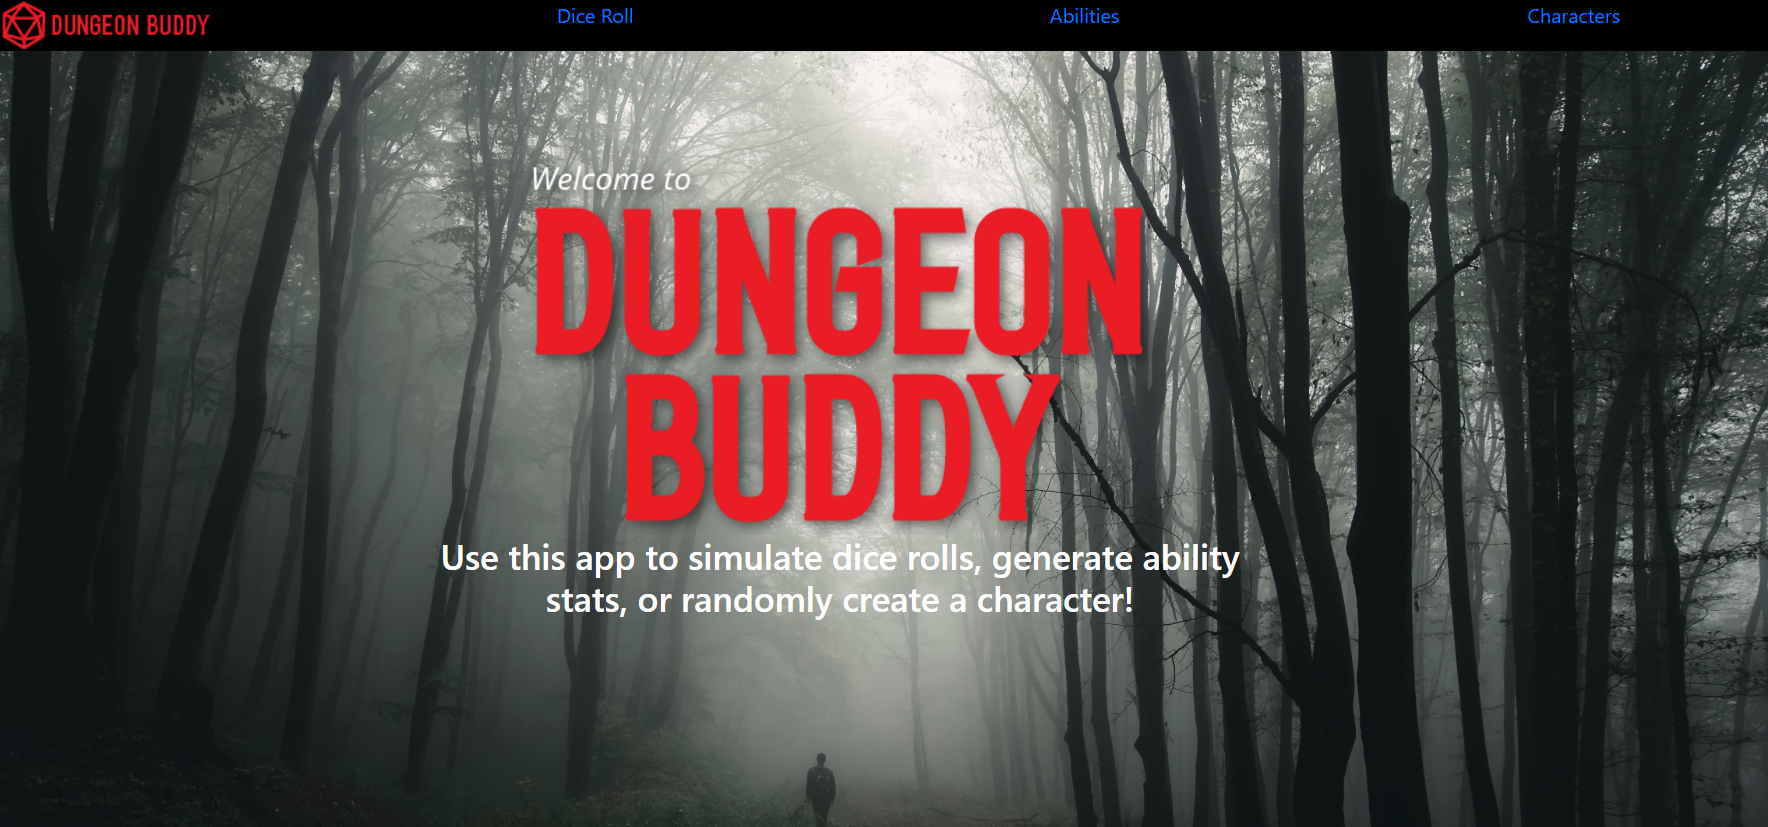 DUNGEON BUDDY
Dice Roll
Abilities
Characters
Welcome to
DUNGEON
BUDDY
Use this app to simulate dice rolls, generate ability
stats, or randomly create a character!